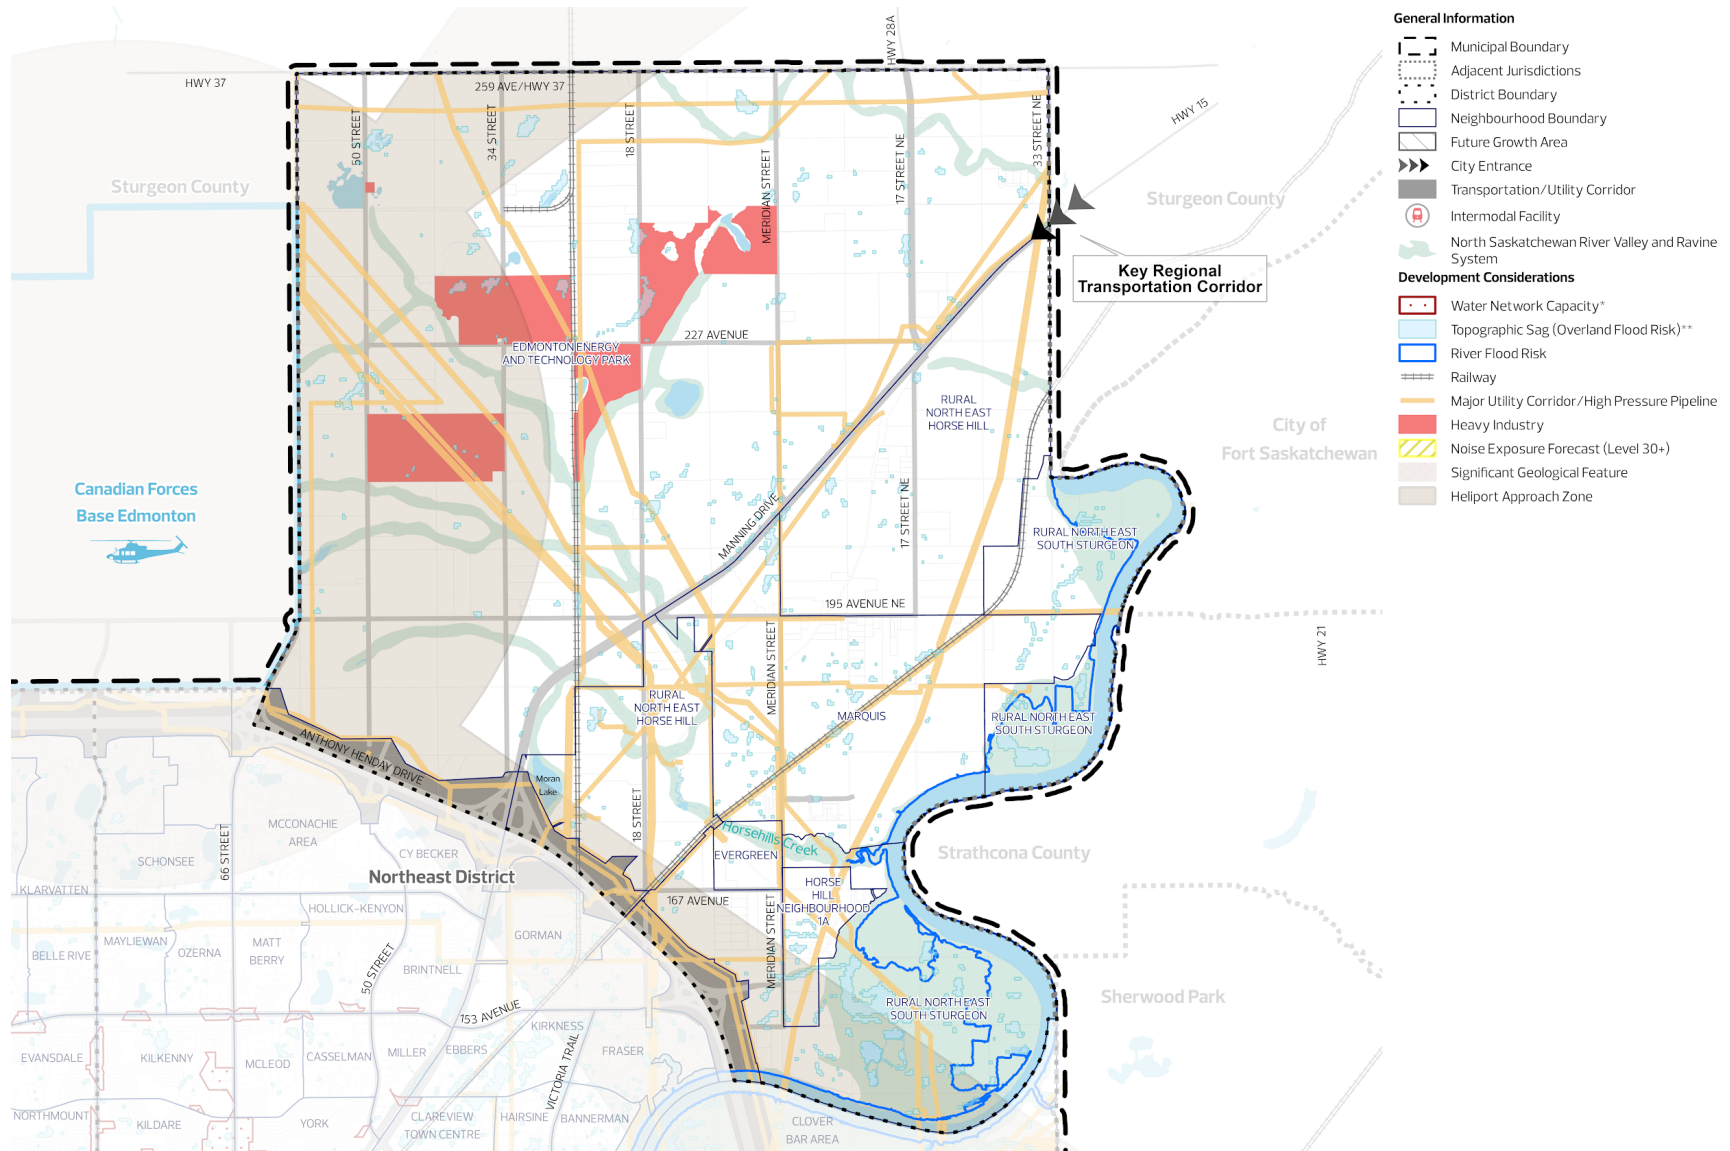 General Information
Municipal Boundary
Adjacent Jurisdictions
District Boundary
Neighbourhood Boundary
Future Growth Area
City Entrance
Transportation/Utility Corridor
Intermodal Facility
North Saskatchewan River Valley and Ravine
System
Development Considerations
Water Network Capacity*
Topographic Sag (Overland Flood Risk)**
River Flood Risk
Railway
Major Utility Corridor/High Pressure Pipeline
Heavy Industry
Noise Exposure Forecast (Level 30+)
Significant Geological Feature
Heliport Approach Zone
HWY 28A
HWY 37
259 AVE/HWY 37
50 STREET
34 STREET
18 STREET
MERIDIAN STREET
17 STREET NE
33 STREET NE
HWY 15
Sturgeon County
Sturgeon County
Key Regional
Transportation Corridor
227 AVENUE
EDMONTON ENERGY
AND TECHNOLOGY PARK
RURAL
NORTH EAST
HORSE HILL
City of
Fort Saskatchewan
Canadian Forces
Base Edmonton
MANNING DRIVE
17 STREET NE
RURAL NORTH EAST
SOUTH STURGEON
195 AVENUE NE
HWY 21
MERIDIAN STREET
RURAL
NORTH EAST
HORSE HILL
MARQUIS
RURAL NORTH EAST
SOUTH STURGEON
ANTHONY HENDAY DRIVE
Moran
Lake
18 STREET
Horsehills Creek
EVERGREEN
Strathcona County
MCCONACHIE
AREA
CY BECKER
SCHONSEE
66 STREET
Northeast District
KLARVATTEN
HORSE
HILL
NEIGHBOURHOOD
1A
167 AVENUE
MERIDIAN STREET
HOLLICK-KENYON
GORMAN
MAYLIEWAN
OZERNA
MATT
BERRY
BELLE RIVE
50 STREET
BRINTNELL
RURAL NORTH EAST
SOUTH STURGEON
Sherwood Park
153 AVENUE
KIRKNESS
EVANSDALE
KILKENNY
MCLEOD
CASSELMAN
MILLER
EBBERS
VICTORIA TRAIL
FRASER
NORTHMOUNT
KILDARE
YORK
CLAREVIEW
TOWN CENTRE
HAIRSINE
BANNERMAN
CLOVER
BAR AREA